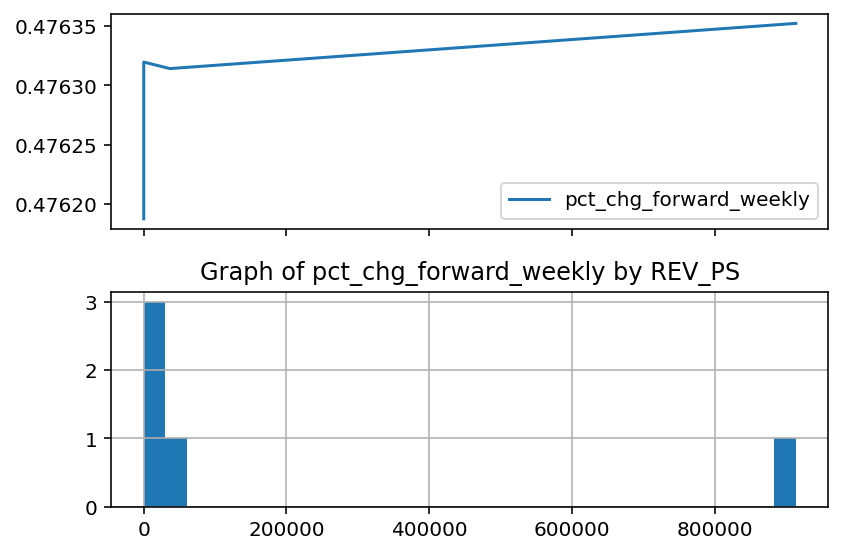 0.47635
0.47630
0.47625
0.47620
pct_chg_forward_weekly
Graph of pct_chg_forward_weekly by REV_PS
3
2
1
0
0 200000 400000 600000 800000